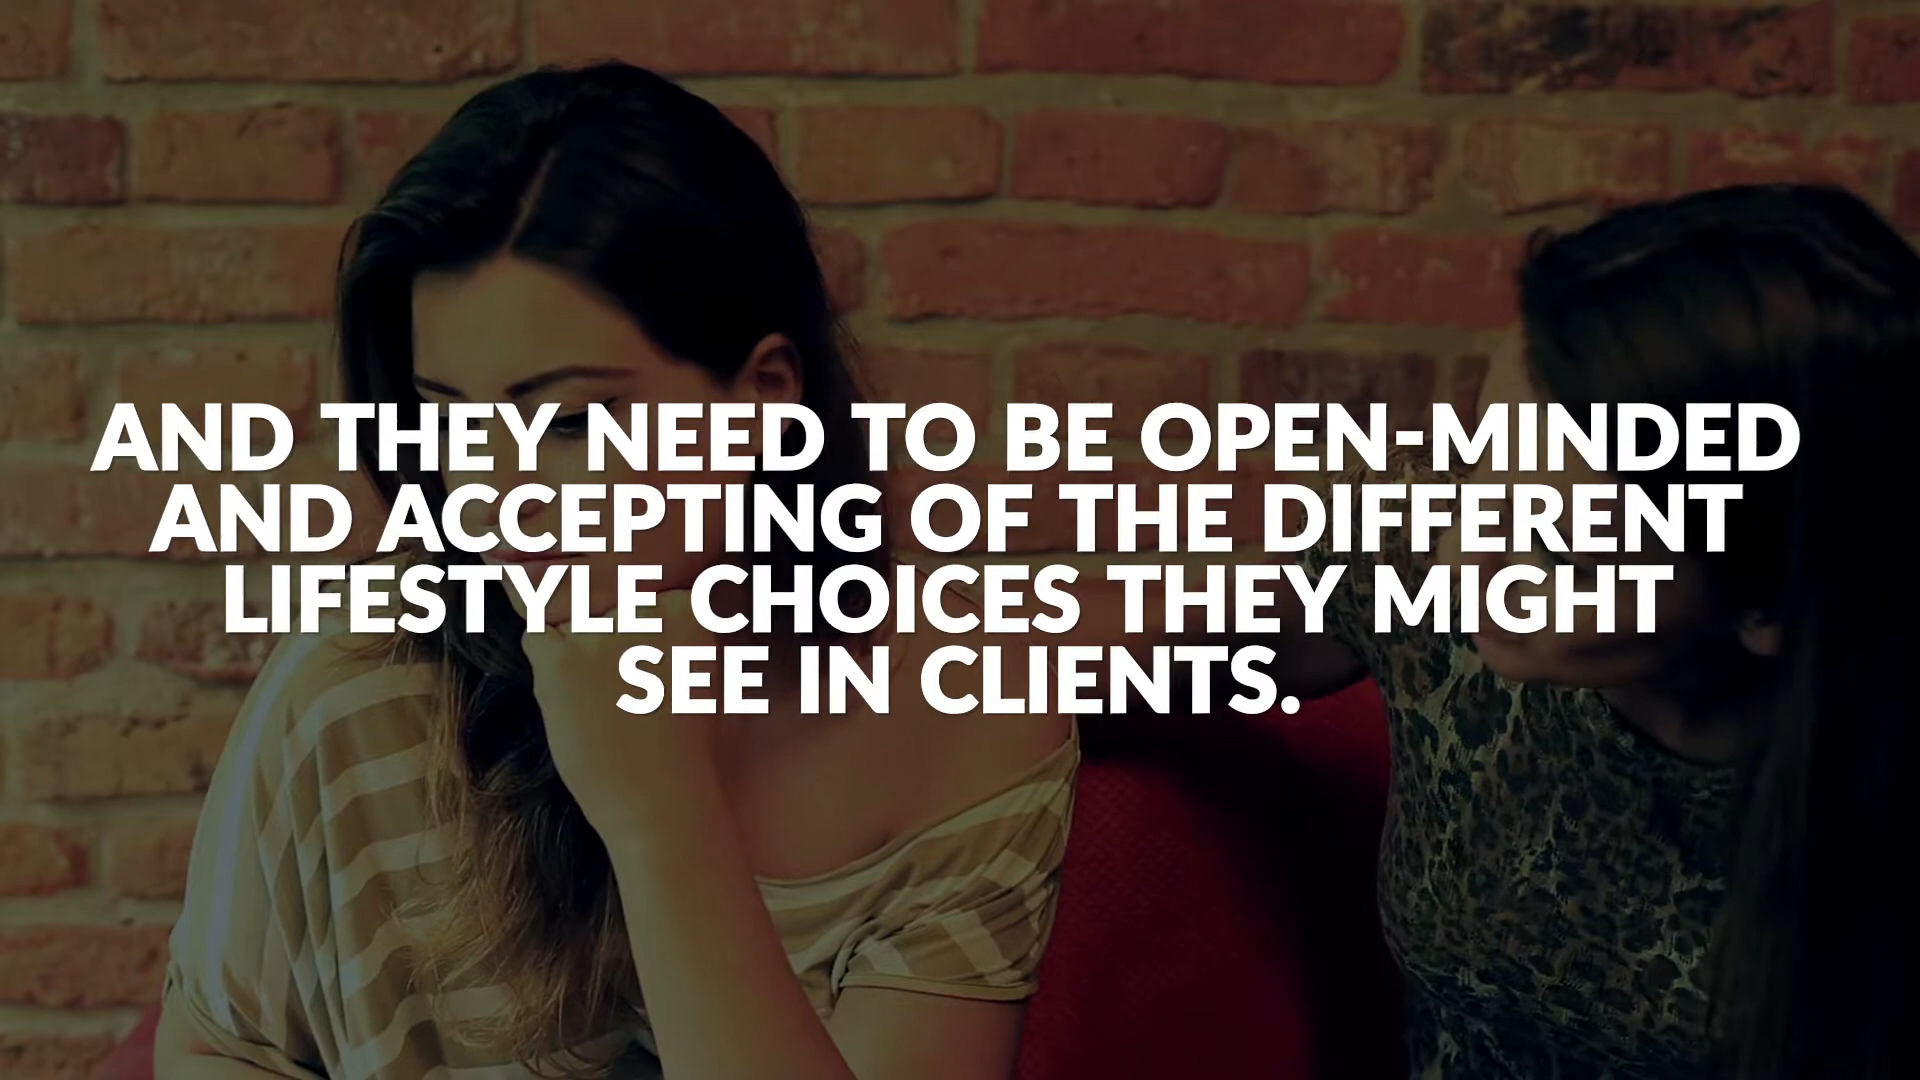 AND THEY NEED TO BE OPEN-MINDED
AND ACCEPTING OF THE DIFFERENT
LIFESTYLE CHOICES THEY MIGHT
SEE IN CLIENTS.